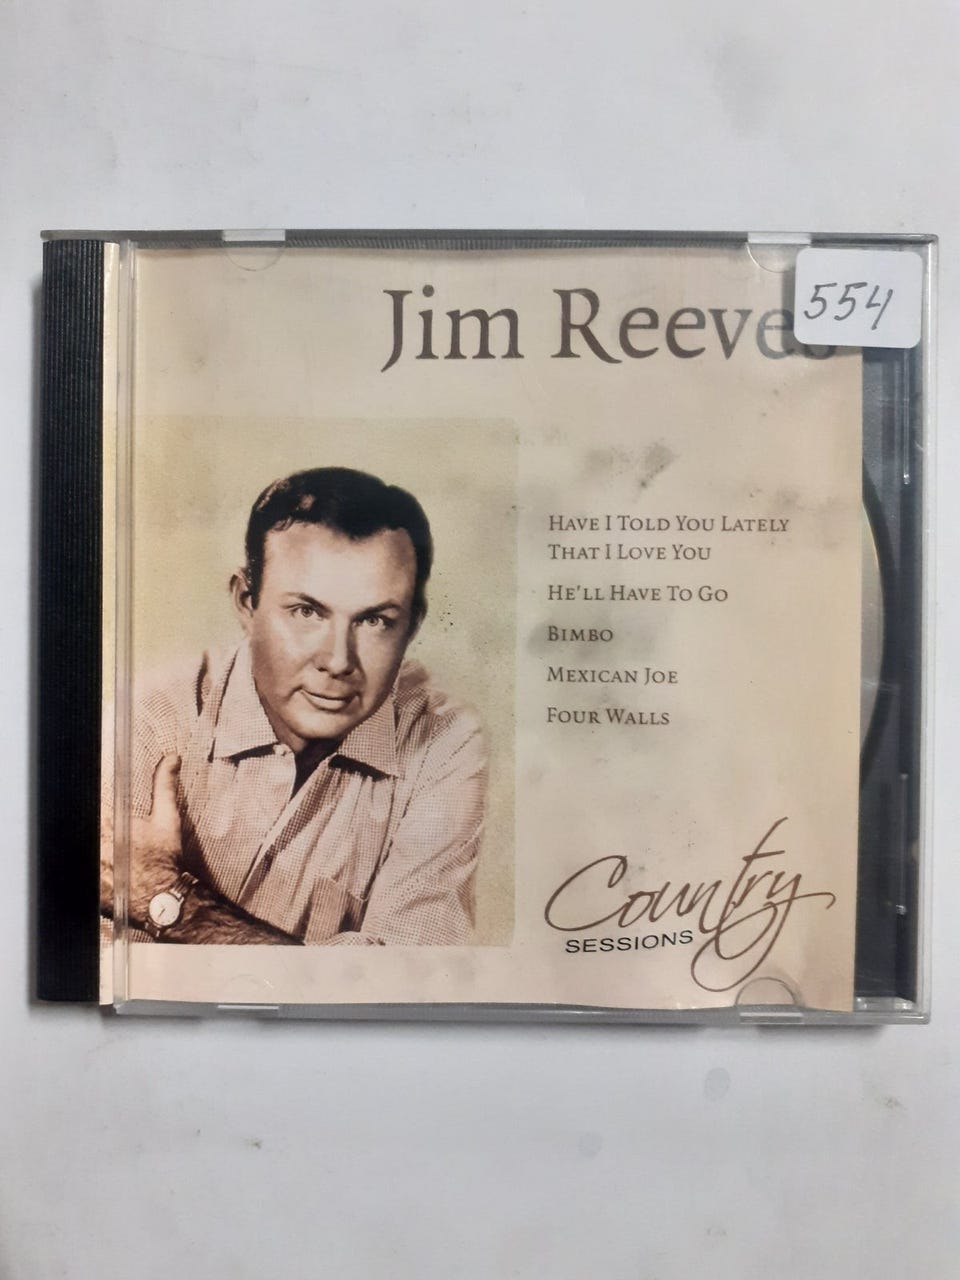 Jim Reeves
554
Have I Told You Lately
That I Love You
He'll Have To Go
Bimbo
Mexican Joe
Four Walls
Country
SESSIONS